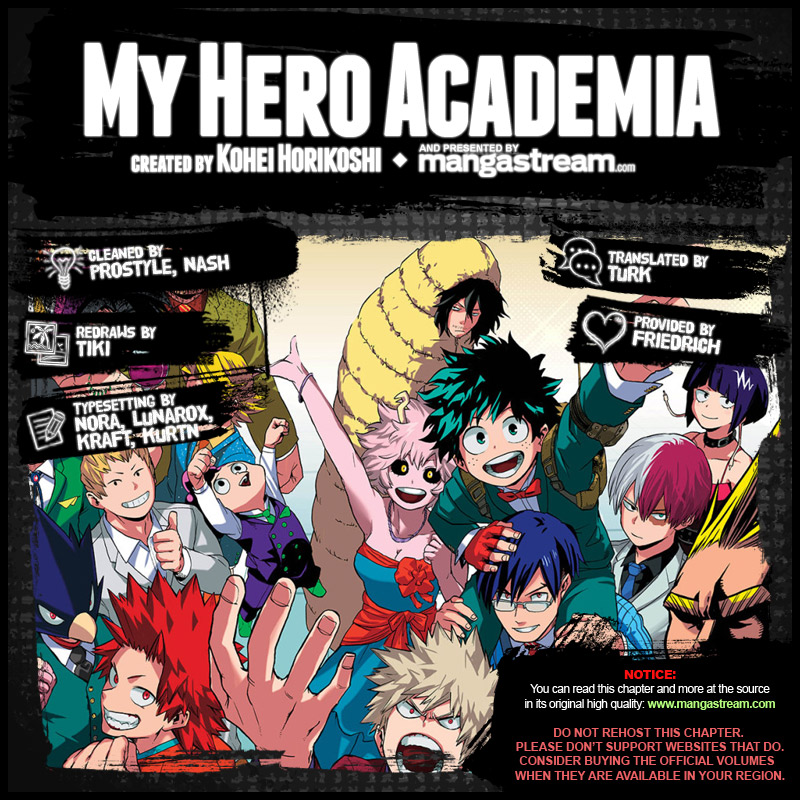 MY HERO ACADEMIA
CREATED BY KOHEI HORIKOSHI ◆ AND PRESENTED BY mangastream.com
CLEANED BY
PROSTYLE, NASH
REDRAWS BY
TIKI
TYPESETTING BY
NORA, LUNAROX,
KRAFT, KURTN
TRANSLATED BY
TURK
PROVIDED BY
FRIEDRICH
NOTICE:
You can read this chapter and more at the source
in its original high quality: www.mangastream.com
DO NOT REHOST THIS CHAPTER.
PLEASE DON'T SUPPORT WEBSITES THAT DO.
CONSIDER BUYING THE OFFICIAL VOLUMES
WHEN THEY ARE AVAILABLE IN YOUR REGION.